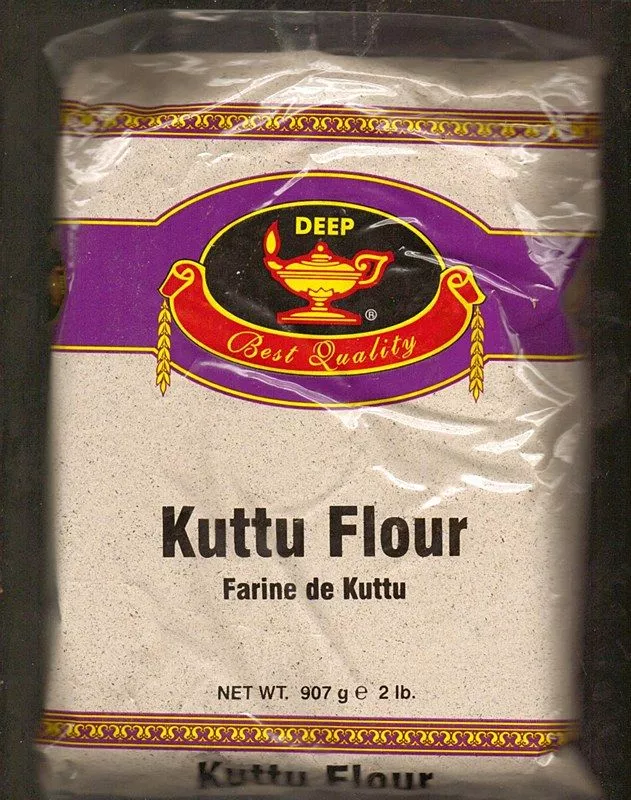 DEEP
®
Best Quality
Kuttu Flour
Farine de Kuttu
NET WT. 907 g ℮ 2 lb.
Kuttu Flour